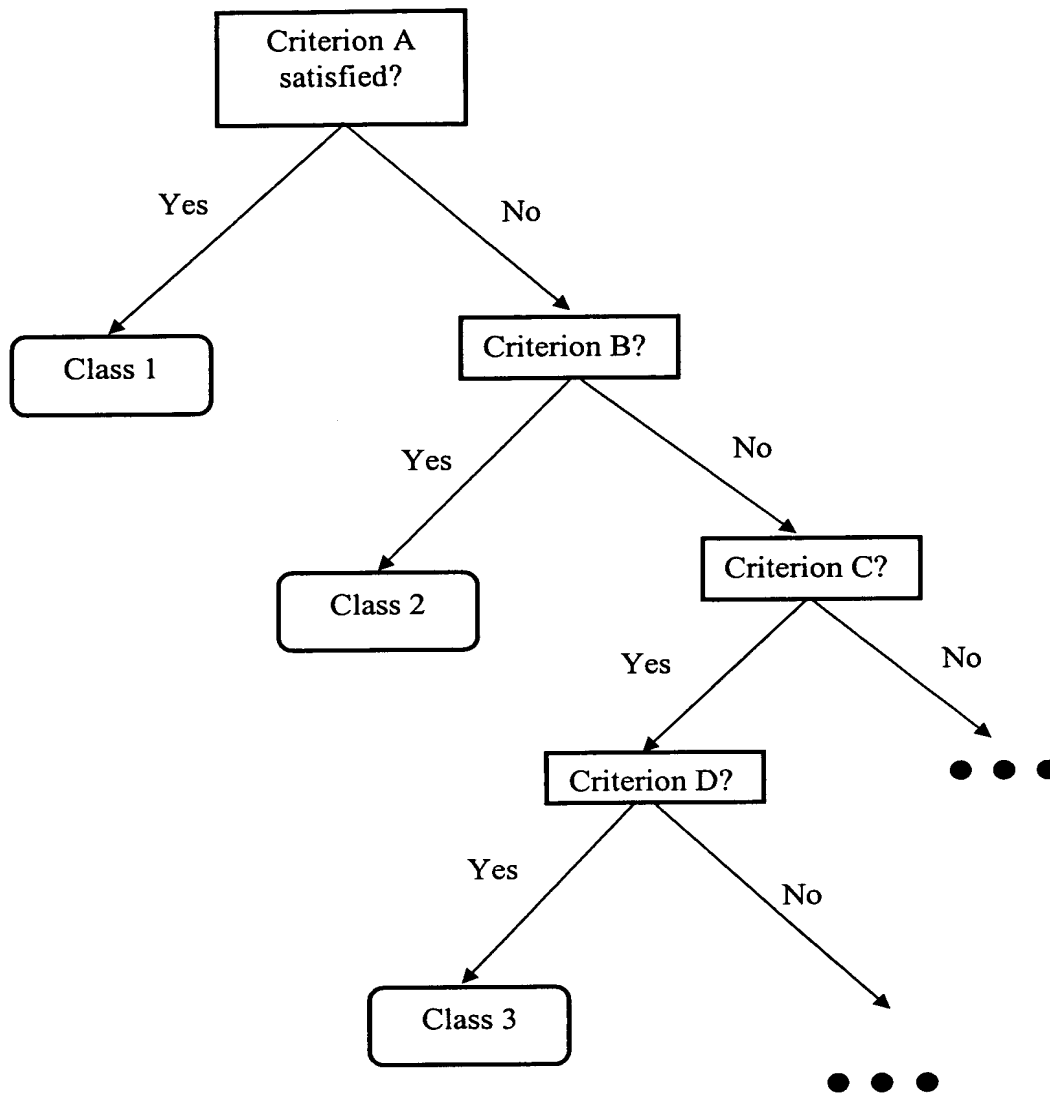 Criterion A
satisfied?
Yes
No
Class 1
Criterion B?
Yes
No
Class 2
Criterion C?
Yes
No
Criterion D?
Yes
No
Class 3